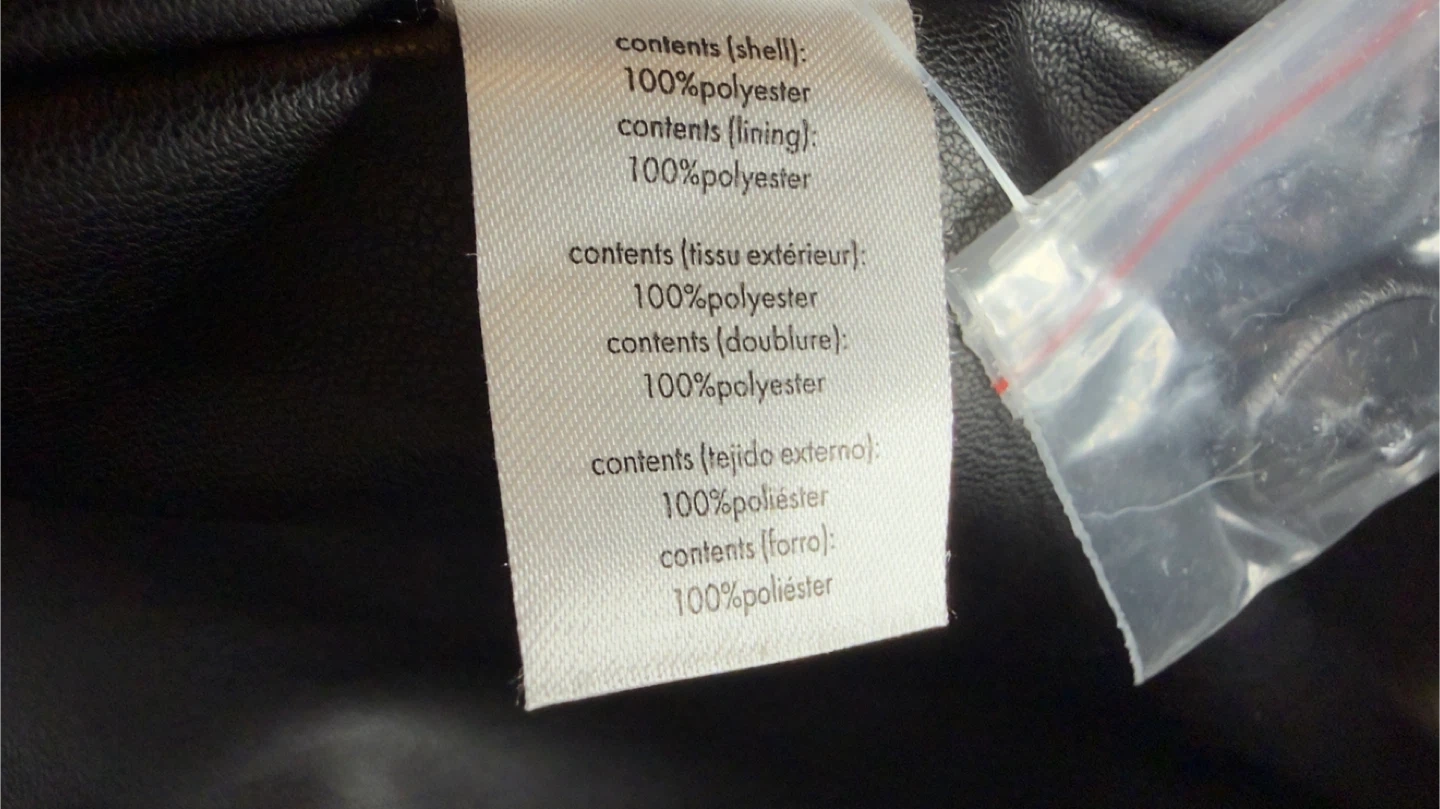 contents (shell):
100%polyester
contents (lining):
100%polyester
contents (tissu extérieur):
100%polyester
contents (doublure):
100%polyester
contents (tejido externo):
100%poliéster
contents (forro):
100%poliéster